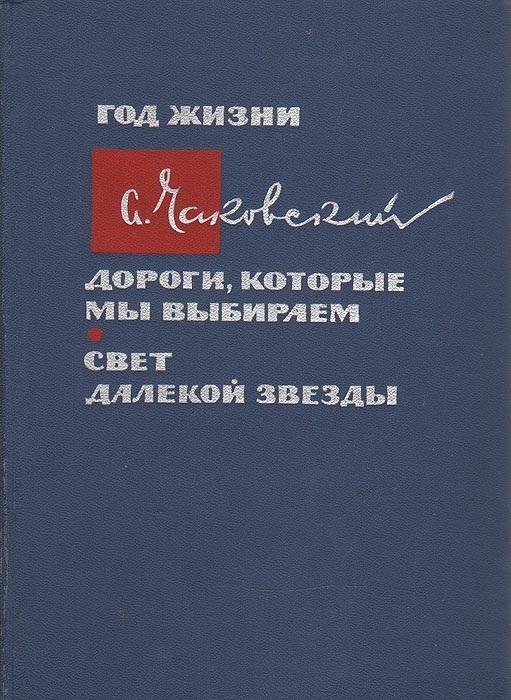 ГОД ЖИЗНИ
А. Чаковский
ДОРОГИ, КОТОРЫЕ
МЫ ВЫБИРАЕМ
СВЕТ
ДАЛЕКОЙ ЗВЕЗДЫ